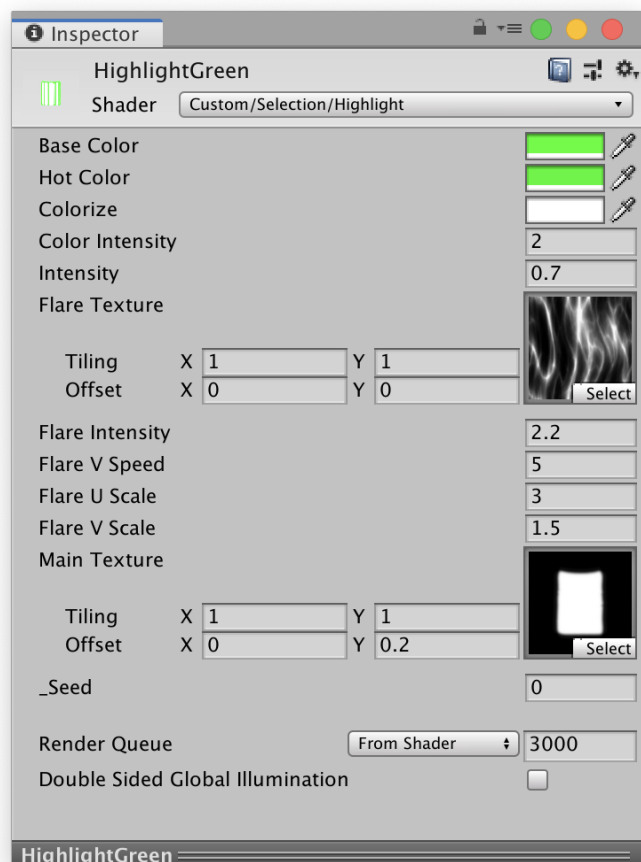 Inspector
HighlightGreen
Shader Custom/Selection/Highlight
Base Color
Hot Color
Colorize
Color Intensity 2
Intensity 0.7
Flare Texture
Tiling X 1 Y 1
Offset X 0 Y 0
Select
Flare Intensity 2.2
Flare V Speed 5
Flare U Scale 3
Flare V Scale 1.5
Main Texture
Tiling X 1 Y 1
Offset X 0 Y 0.2
Select
_Seed 0
Render Queue From Shader 3000
Double Sided Global Illumination
HighlightGreen